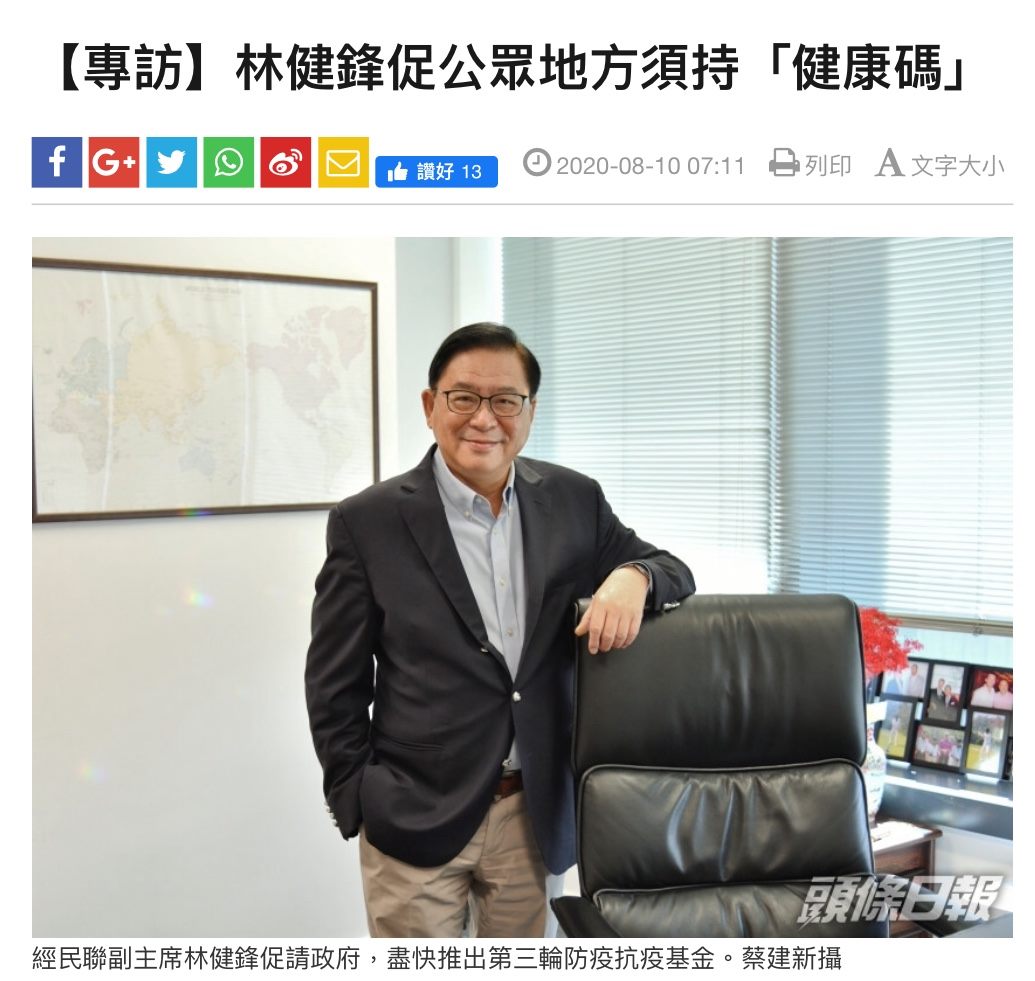 【專訪】林健鋒促公眾地方須持「健康碼」
讚好 13
2020-08-10 07:11 列印 文字大小
頭條日報
經民聯副主席林健鋒促請政府，盡快推出第三輪防疫抗疫基金。蔡建新攝